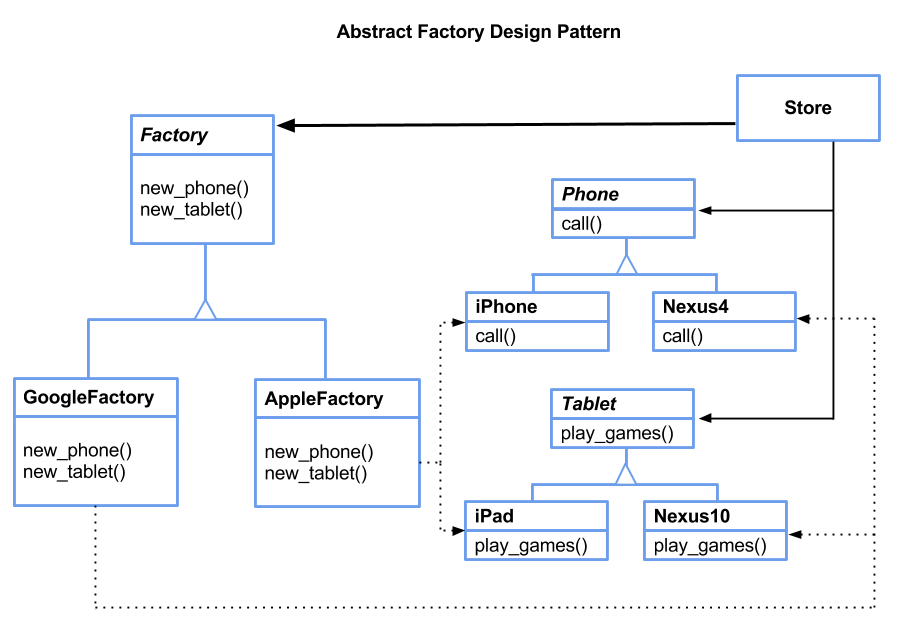 Abstract Factory Design Pattern
Store
Factory
new_phone()
new_tablet()
Phone
call()
iPhone
call()
Nexus4
call()
GoogleFactory
new_phone()
new_tablet()
AppleFactory
new_phone()
new_tablet()
Tablet
play_games()
iPad
play_games()
Nexus10
play_games()